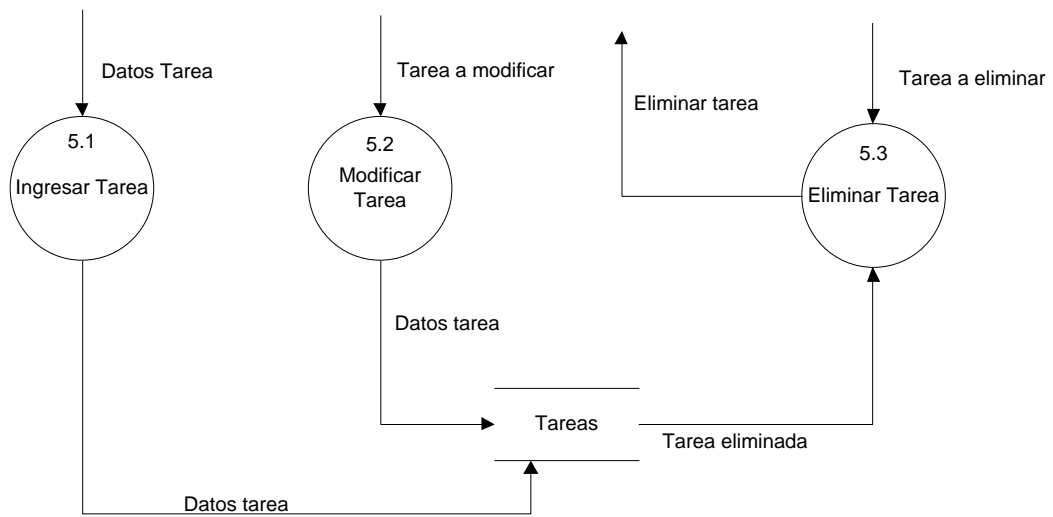 Datos Tarea
Tarea a modificar
Tarea a eliminar
Eliminar tarea
5.1
Ingresar Tarea
5.2
Modificar
Tarea
5.3
Eliminar Tarea
Datos tarea
Tareas
Tarea eliminada
Datos tarea